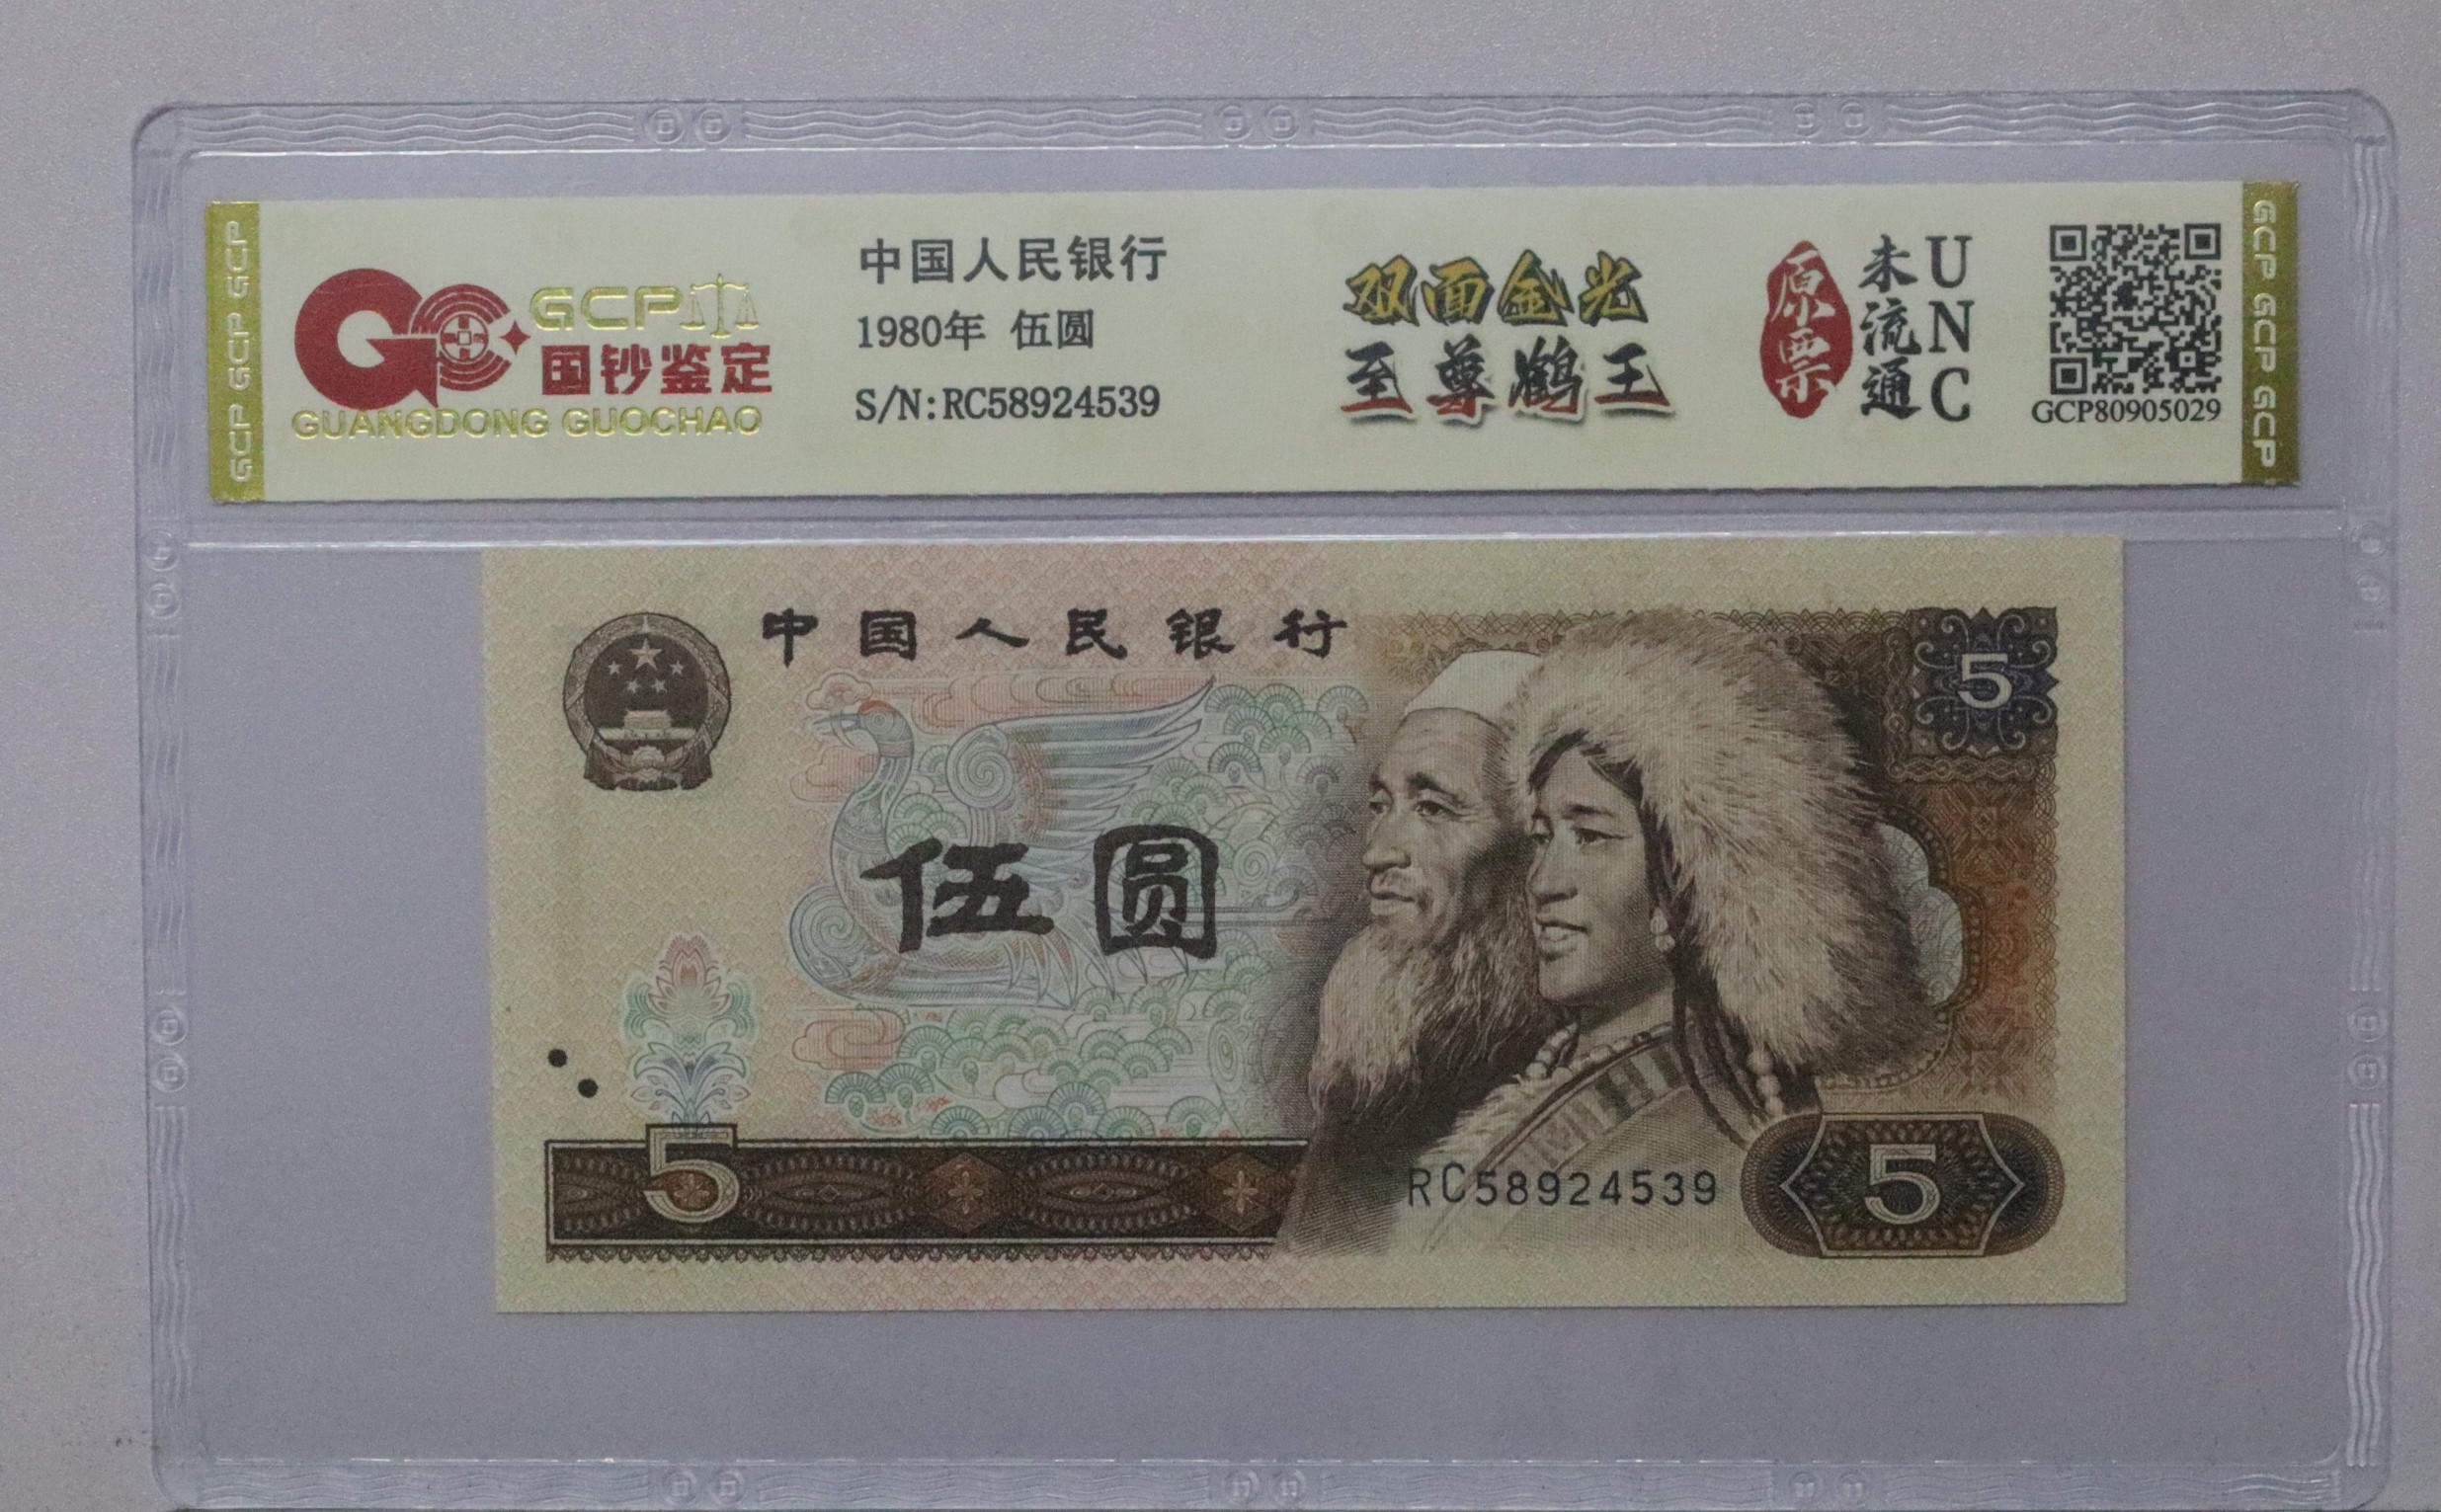 GCP GCP GCP
GCP
国钞鉴定
GUANGDONG GUOCHAO
中国人民银行
1980年 伍圆
S/N:RC58924539
双面金光
至尊鹤王
原票
未流通
UNC
GCP80905029
GCP GCP GCP
中国人民银行
5
伍圆
5
RC58924539
5